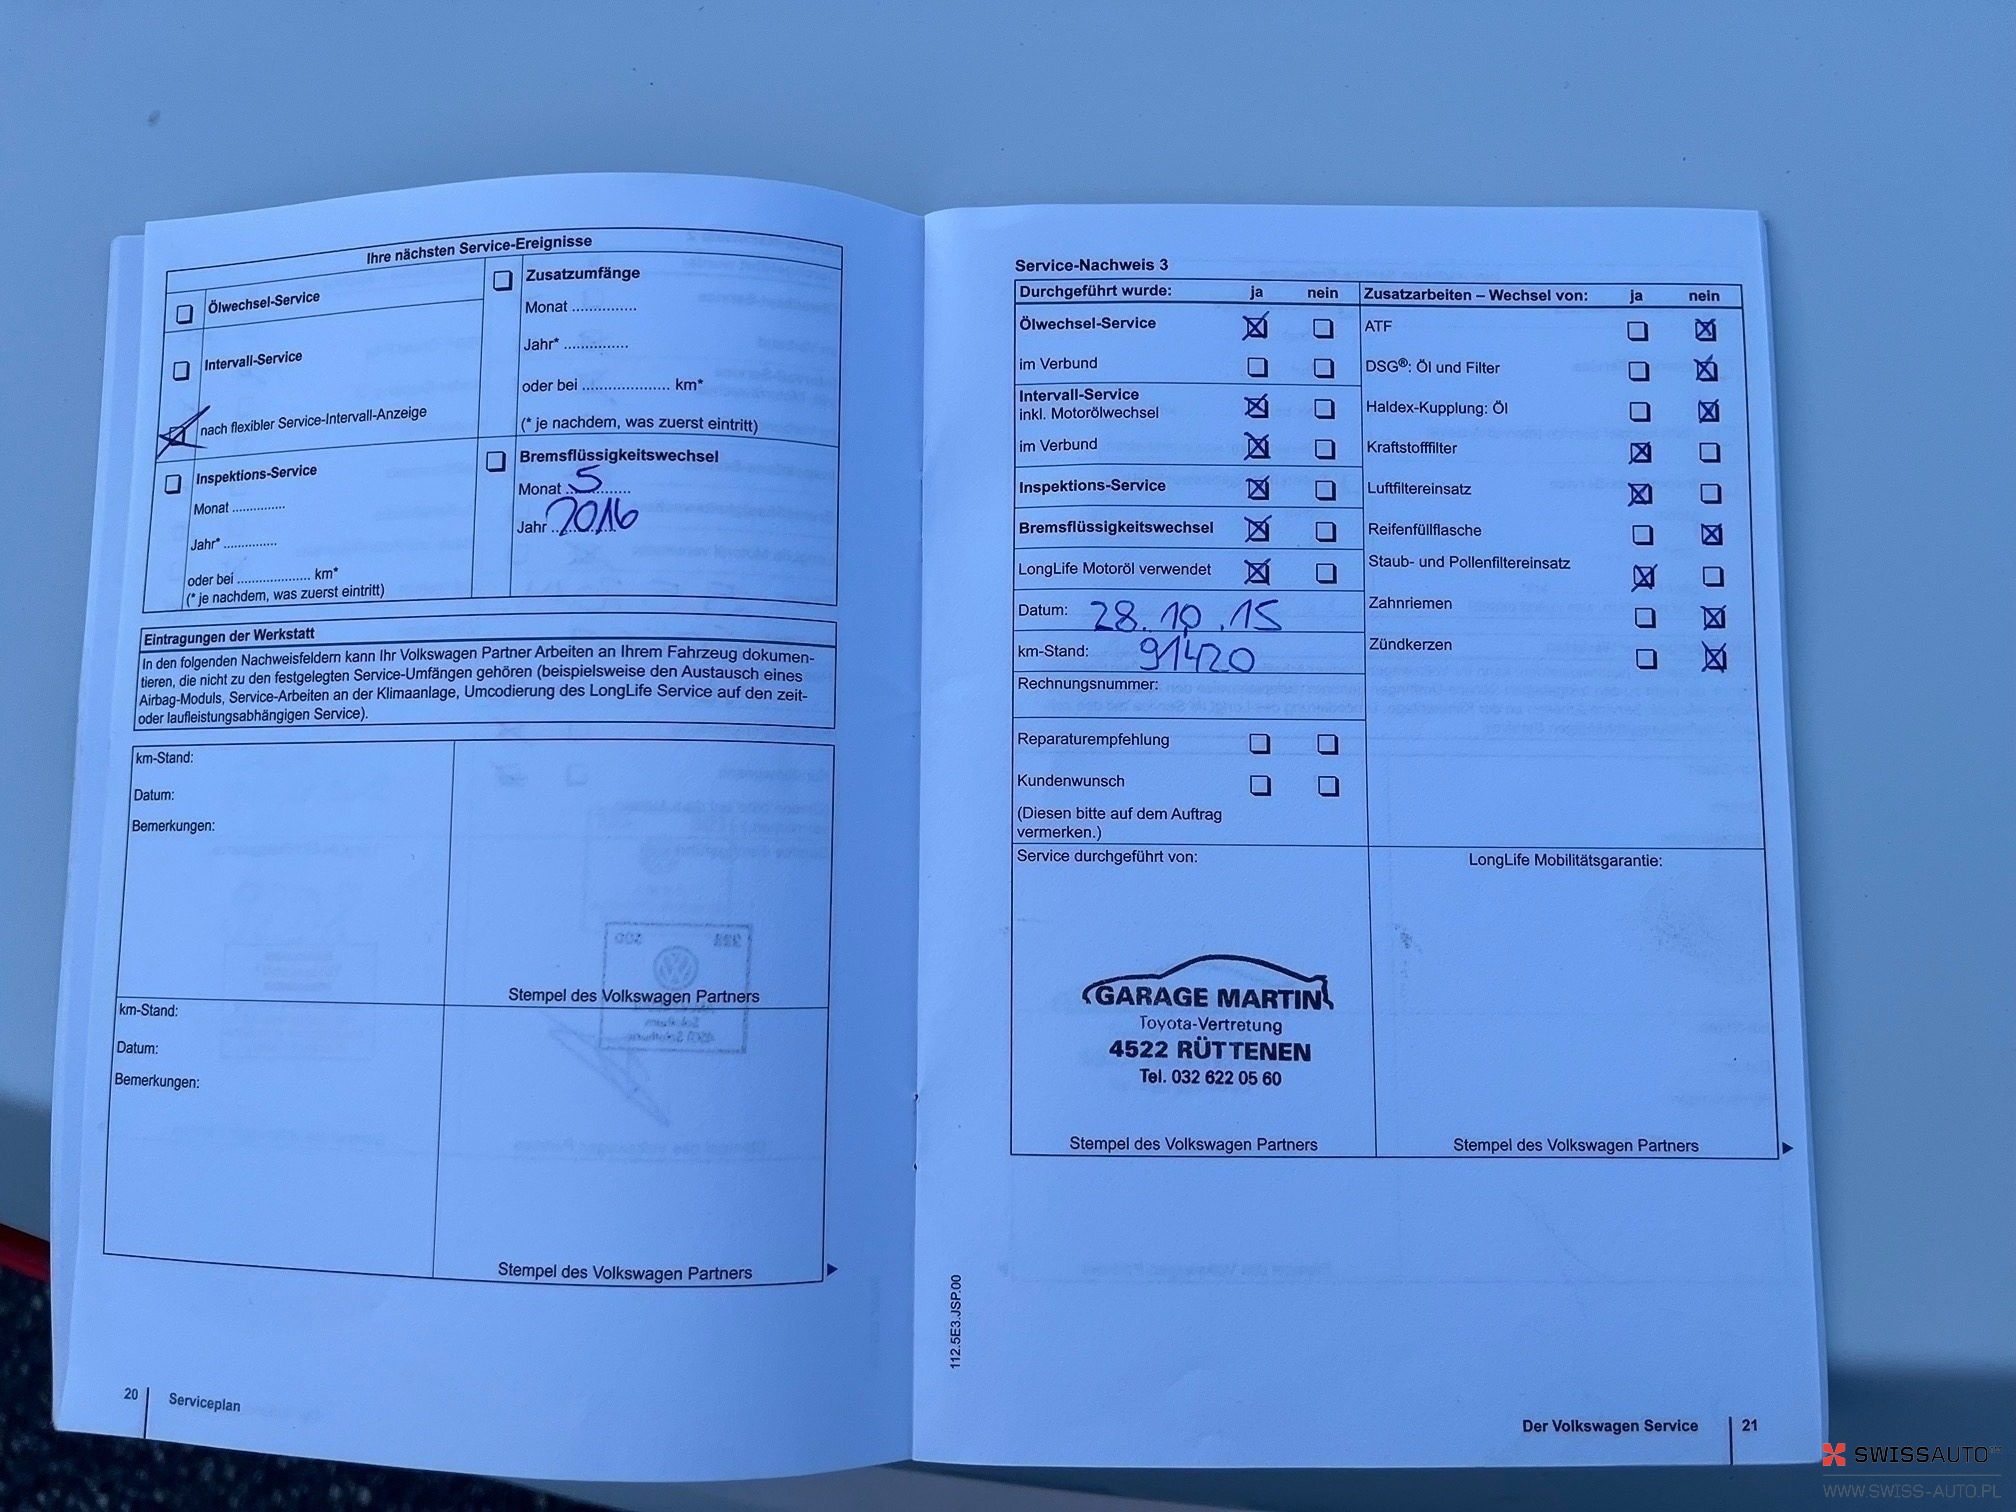 Ihre nächsten Service-Ereignisse
Ölwechsel-Service
Intervall-Service
nach flexibler Service-Intervall-Anzeige
Inspektions-Service
Monat ..............
Jahr* ..............
oder bei .................... km*
(* je nachdem, was zuerst eintritt)
Zusatzumfänge
Monat ..............
Jahr* ..............
oder bei .................... km*
(* je nachdem, was zuerst eintritt)
Bremsflüssigkeitswechsel
Monat 5
Jahr 2016
Eintragungen der Werkstatt
In den folgenden Nachweisfeldern kann Ihr Volkswagen Partner Arbeiten an Ihrem Fahrzeug dokumen-
tieren, die nicht zu den festgelegten Service-Umfängen gehören (beispielsweise den Austausch eines
Airbag-Moduls, Service-Arbeiten an der Klimaanlage, Umcodierung des LongLife Service auf den zeit-
oder laufleistungsabhängigen Service).
km-Stand:
Datum:
Bemerkungen:
Stempel des Volkswagen Partners
km-Stand:
Datum:
Bemerkungen:
Stempel des Volkswagen Partners
20 Serviceplan
Service-Nachweis 3
Durchgeführt wurde: ja nein
Ölwechsel-Service
im Verbund
Intervall-Service
inkl. Motorölwechsel
im Verbund
Inspektions-Service
Bremsflüssigkeitswechsel
LongLife Motoröl verwendet
Datum: 28.10.15
km-Stand: 91420
Rechnungsnummer:
Reparaturempfehlung
Kundenwunsch
(Diesen bitte auf dem Auftrag
vermerken.)
Zusatzarbeiten – Wechsel von: ja nein
ATF
DSG®: Öl und Filter
Haldex-Kupplung: Öl
Kraftstofffilter
Luftfiltereinsatz
Reifenfüllflasche
Staub- und Pollenfiltereinsatz
Zahnriemen
Zündkerzen
Service durchgeführt von:
GARAGE MARTIN
Toyota-Vertretung
4522 RÜTTENEN
Tel. 032 622 05 60
Stempel des Volkswagen Partners
LongLife Mobilitätsgarantie:
Stempel des Volkswagen Partners
112.5E3.JSP.00
Der Volkswagen Service 21
SWISSAUTO
WWW.SWISS-AUTO.PL